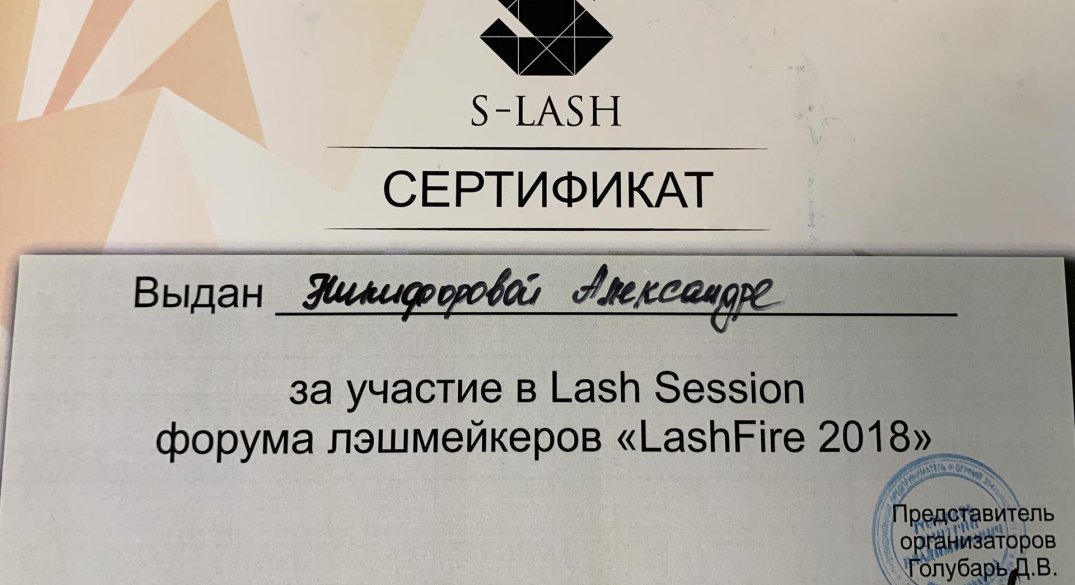 S-LASH
СЕРТИФИКАТ
Выдан Никифоровой Александре
за участие в Lash Session
форума лэшмейкеров «LashFire 2018»
Представитель
организаторов
Голубарь Д.В.